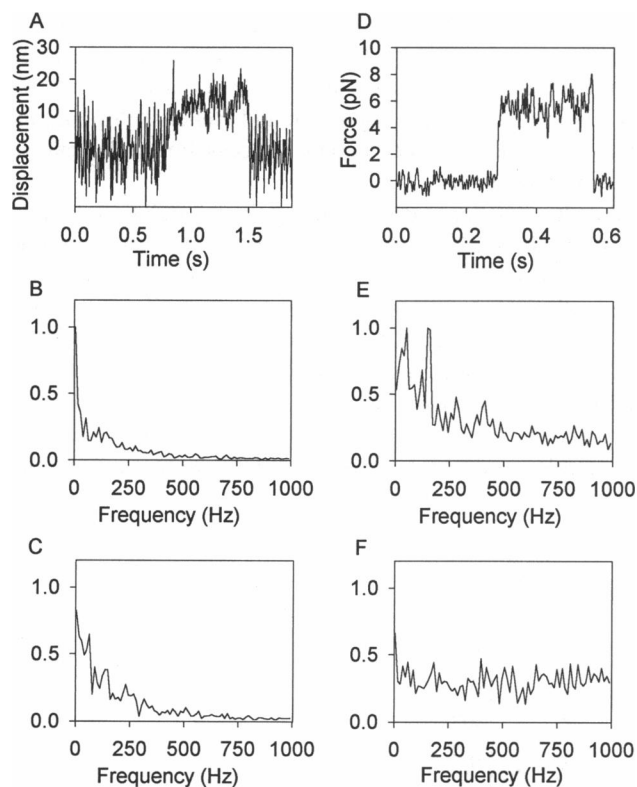 A
Displacement (nm)
30
20
10
0
0.0 0.5 1.0 1.5
Time (s)
D
Force (pN)
10
8
6
4
2
0
0.0 0.2 0.4 0.6
Time (s)
B
1.0
0.5
0.0
0 250 500 750 1000
Frequency (Hz)
E
1.0
0.5
0.0
0 250 500 750 1000
Frequency (Hz)
C
1.0
0.5
0.0
0 250 500 750 1000
Frequency (Hz)
F
1.0
0.5
0.0
0 250 500 750 1000
Frequency (Hz)